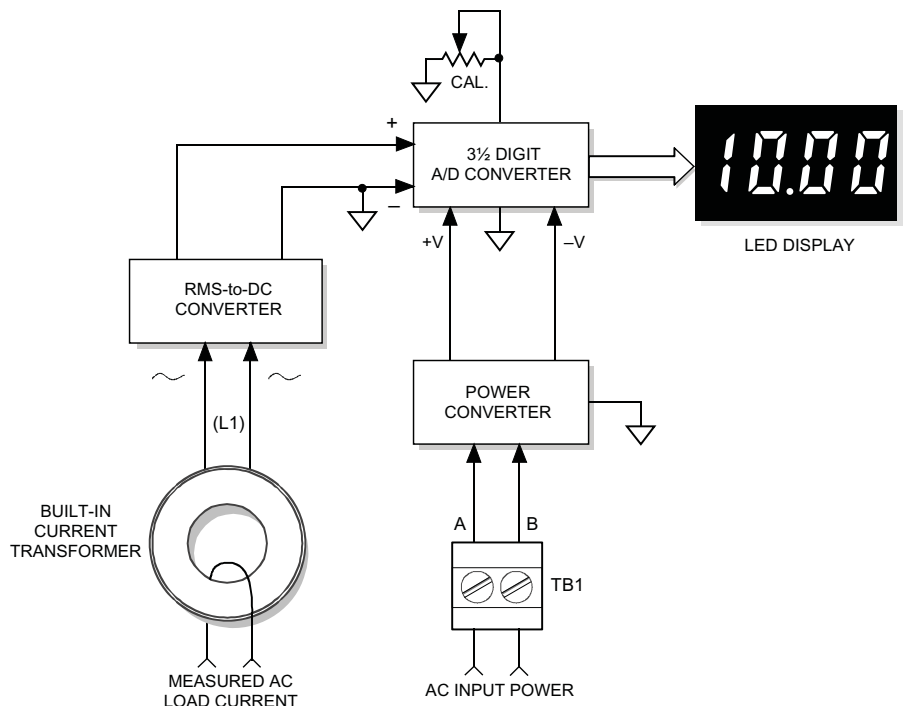 CAL.
+
3½ DIGIT
A/D CONVERTER
–
10.00
LED DISPLAY
+V
–V
RMS-to-DC
CONVERTER
POWER
CONVERTER
(L1)
BUILT-IN
CURRENT
TRANSFORMER
A
B
TB1
MEASURED AC
LOAD CURRENT
AC INPUT POWER